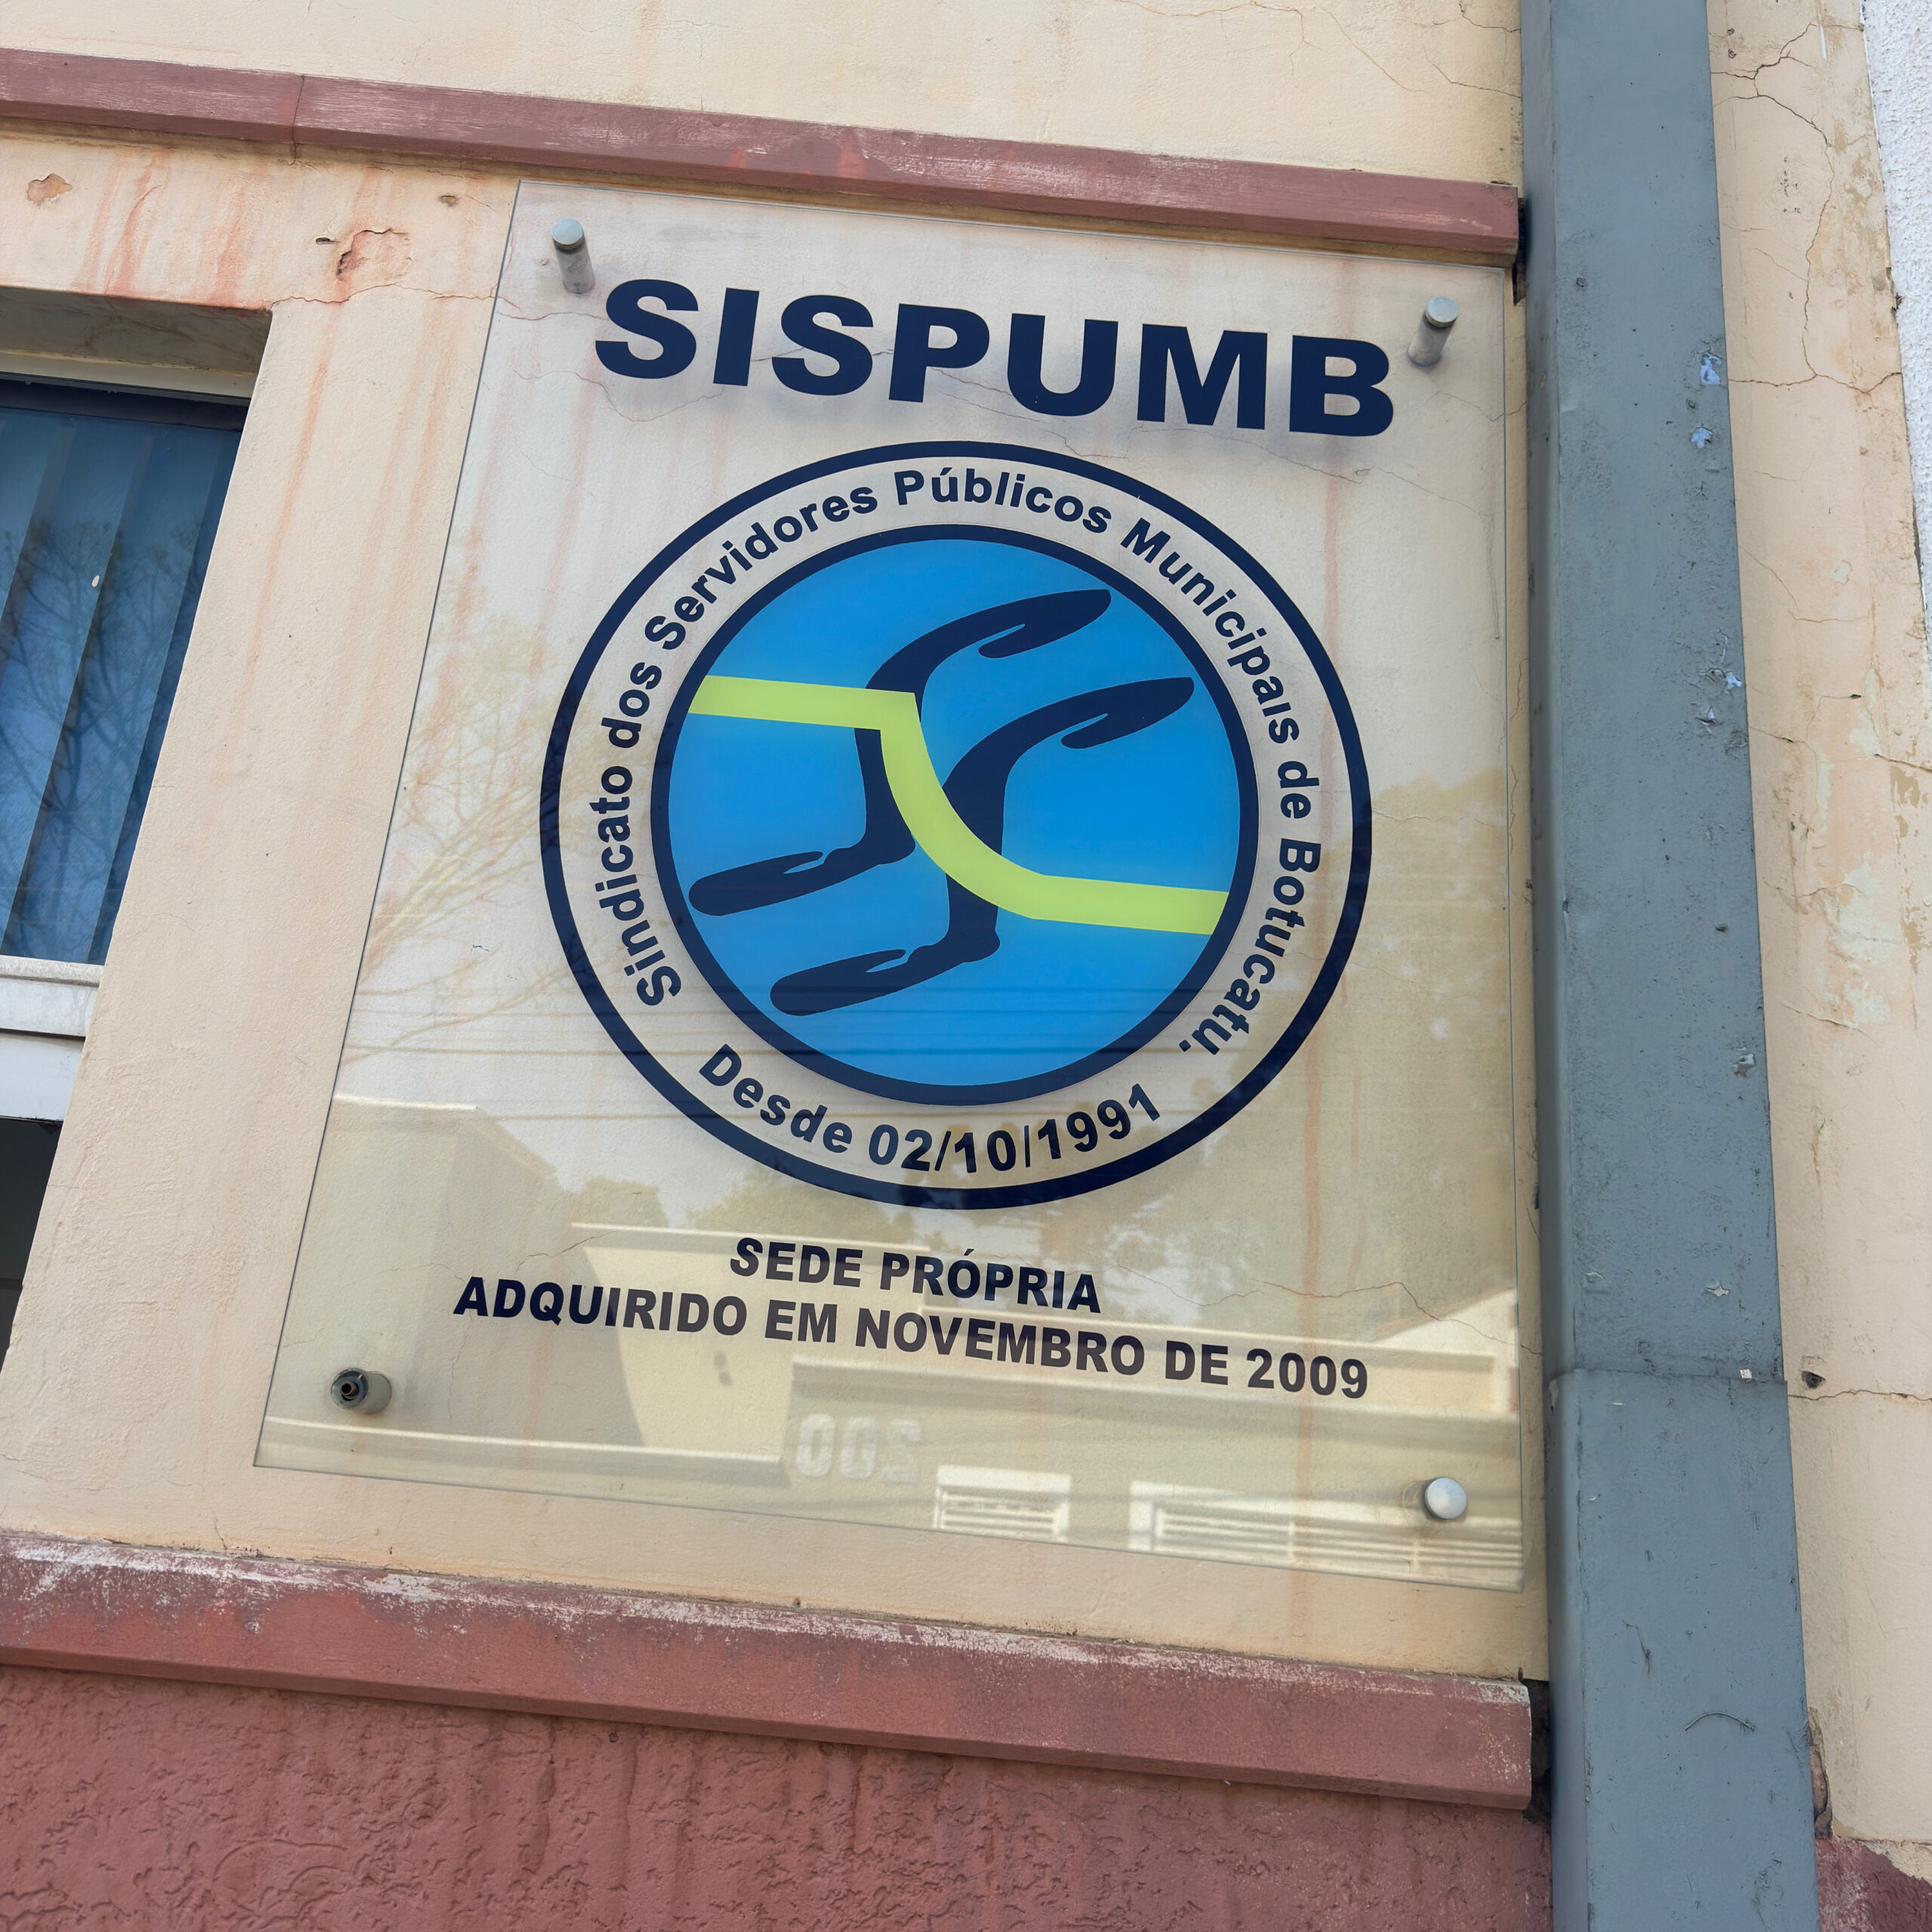 SISPUMB
Sindicato dos Servidores Públicos Municipais de Botucatu.
Desde 02/10/1991
SEDE PRÓPRIA
ADQUIRIDO EM NOVEMBRO DE 2009
200